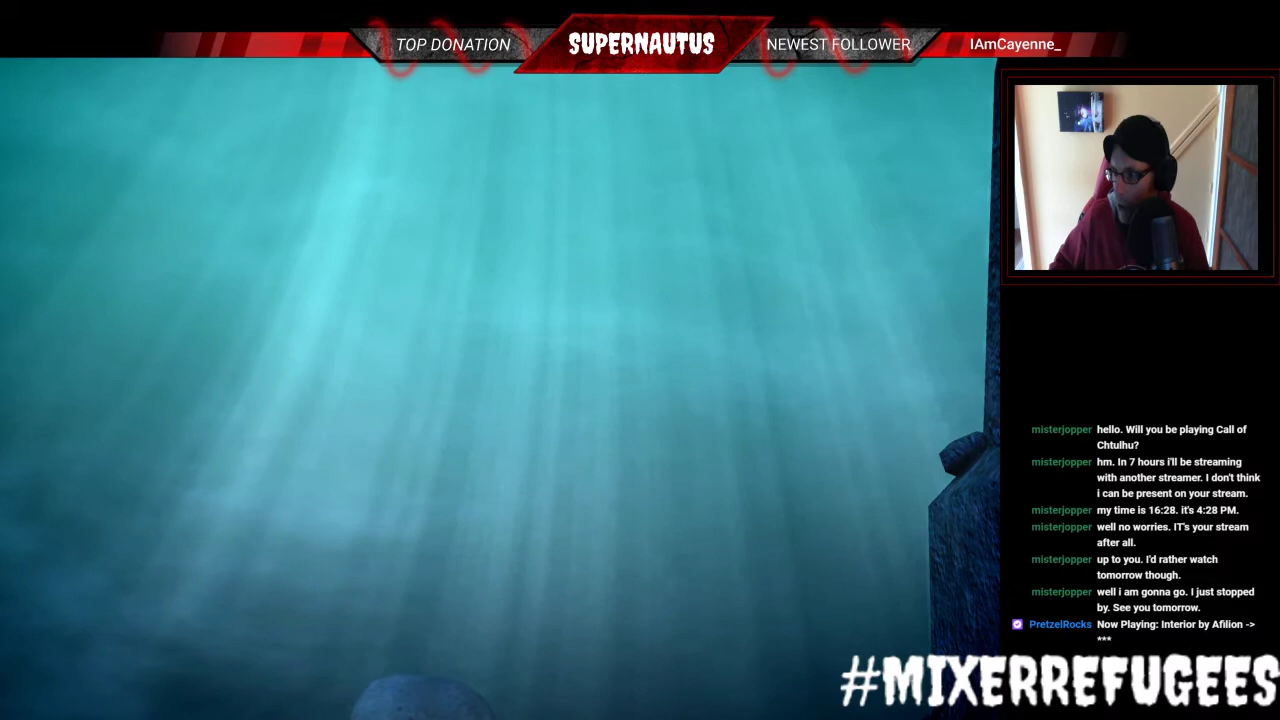 TOP DONATION
SUPERNAUTUS
NEWEST FOLLOWER
IAmCayenne_
misterjopper hello. Will you be playing Call of
Chtulhu?
misterjopper hm. In 7 hours i'll be streaming
with another streamer. I don't think
i can be present on your stream.
misterjopper my time is 16:28. it's 4:28 PM.
misterjopper well no worries. IT's your stream
after all.
misterjopper up to you. I'd rather watch
tomorrow though.
misterjopper well i am gonna go. I just stopped
by. See you tomorrow.
PretzelRocks Now Playing: Interior by Afilion ->
***
#MIXERREFUGEES